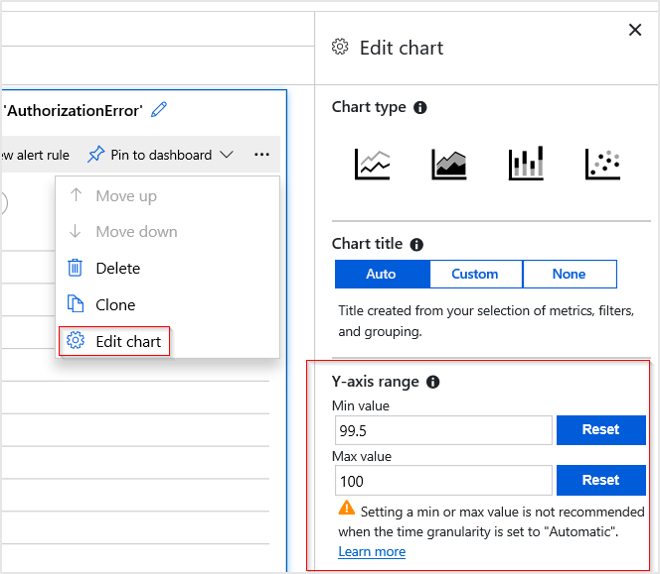 'AuthorizationError'
ew alert rule
Pin to dashboard
...
Move up
Move down
Delete
Clone
Edit chart
Edit chart
Chart type
Chart title
Auto
Custom
None
Title created from your selection of metrics, filters,
and grouping.
Y-axis range
Min value
99.5
Reset
Max value
100
Reset
Setting a min or max value is not recommended
when the time granularity is set to "Automatic".
Learn more